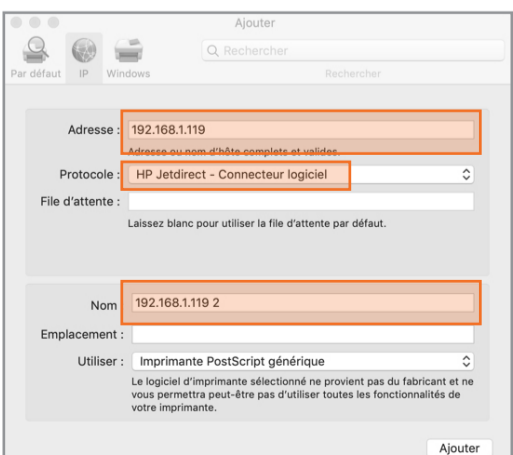 Ajouter
Rechercher
Par défaut IP Windows Rechercher
Adresse : 192.168.1.119
Adresse ou nom d'hôte complets et valides.
Protocole : HP Jetdirect - Connecteur logiciel
File d'attente :
Laissez blanc pour utiliser la file d'attente par défaut.
Nom 192.168.1.119 2
Emplacement :
Utiliser : Imprimante PostScript générique
Le logiciel d'imprimante sélectionné ne provient pas du fabricant et ne
vous permettra peut-être pas d'utiliser toutes les fonctionnalités de
votre imprimante.
Ajouter